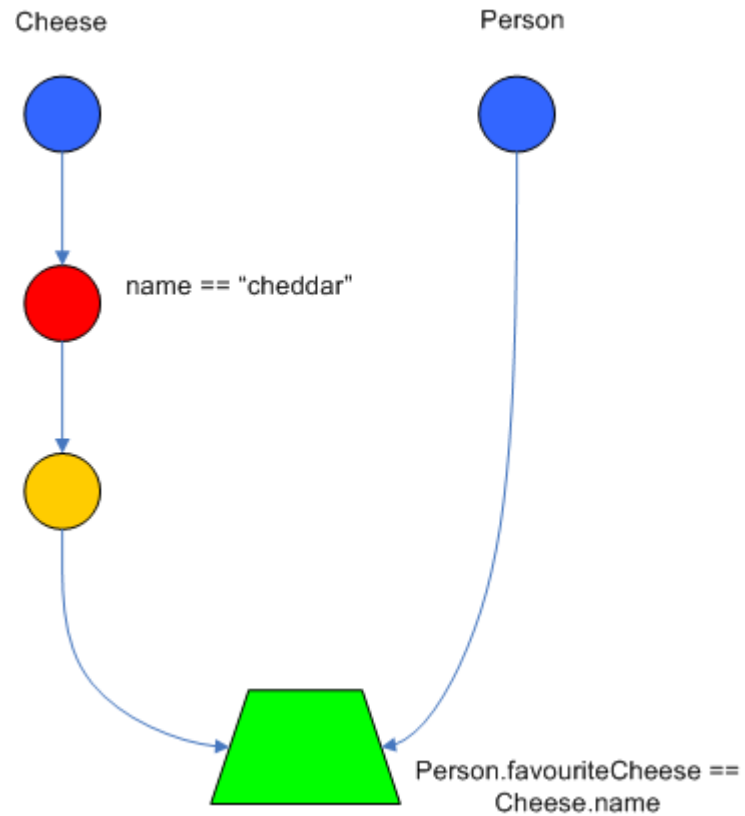 Cheese
Person
name == “cheddar”
Person.favouriteCheese ==
Cheese.name